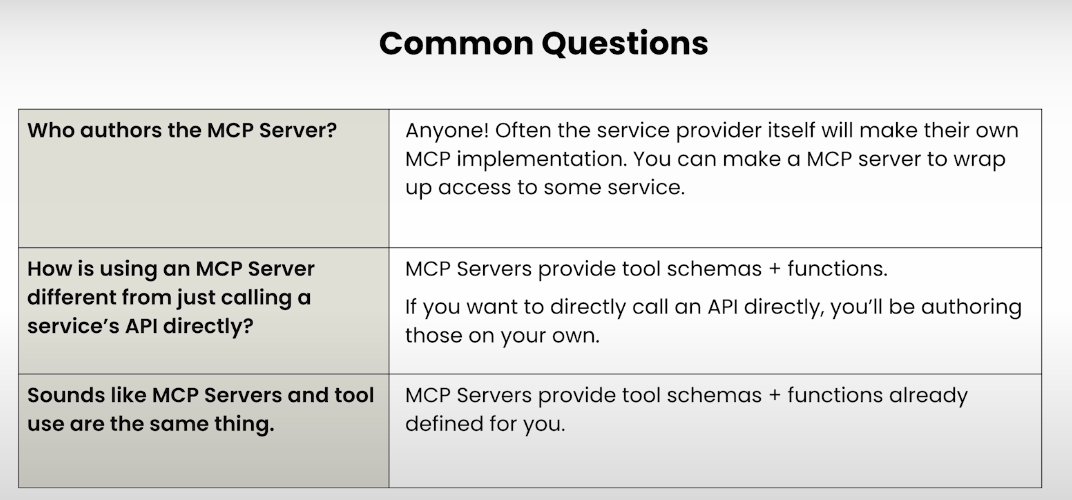 Common Questions
Who authors the MCP Server?
Anyone! Often the service provider itself will make their own
MCP implementation. You can make a MCP server to wrap
up access to some service.
How is using an MCP Server
different from just calling a
service's API directly?
MCP Servers provide tool schemas + functions.
If you want to directly call an API directly, you'll be authoring
those on your own.
Sounds like MCP Servers and tool
use are the same thing.
MCP Servers provide tool schemas + functions already
defined for you.